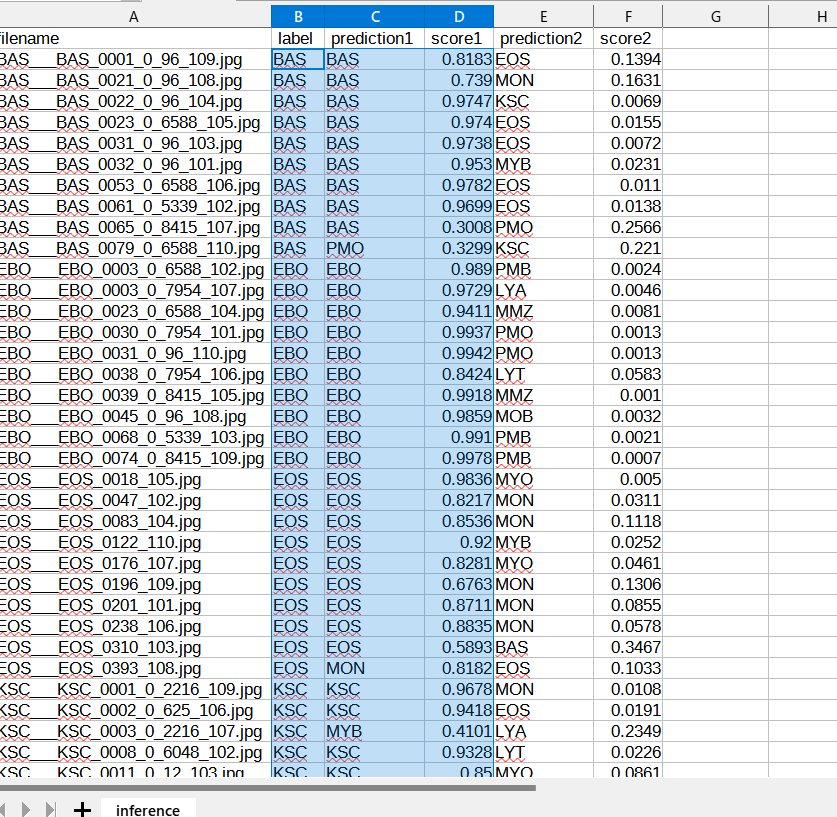 A B C D E F G H
filename label prediction1 score1 prediction2 score2
BAS___BAS_0001_0_96_109.jpg BAS BAS 0.8183 EOS 0.1394
BAS___BAS_0021_0_96_108.jpg BAS BAS 0.739 MON 0.1631
BAS___BAS_0022_0_96_104.jpg BAS BAS 0.9747 KSC 0.0069
BAS___BAS_0023_0_6588_105.jpg BAS BAS 0.974 EOS 0.0155
BAS___BAS_0031_0_96_103.jpg BAS BAS 0.9738 EOS 0.0072
BAS___BAS_0032_0_96_101.jpg BAS BAS 0.953 MYB 0.0231
BAS___BAS_0053_0_6588_106.jpg BAS BAS 0.9782 EOS 0.011
BAS___BAS_0061_0_5339_102.jpg BAS BAS 0.9699 EOS 0.0138
BAS___BAS_0065_0_8415_107.jpg BAS BAS 0.3008 PMO 0.2566
BAS___BAS_0079_0_6588_110.jpg BAS PMO 0.3299 KSC 0.221
EBO___EBO_0003_0_6588_102.jpg EBO EBO 0.989 PMB 0.0024
EBO___EBO_0003_0_7954_107.jpg EBO EBO 0.9729 LYA 0.0046
EBO___EBO_0023_0_6588_104.jpg EBO EBO 0.9411 MMZ 0.0081
EBO___EBO_0030_0_7954_101.jpg EBO EBO 0.9937 PMO 0.0013
EBO___EBO_0031_0_96_110.jpg EBO EBO 0.9942 PMO 0.0013
EBO___EBO_0038_0_7954_106.jpg EBO EBO 0.8424 LYT 0.0583
EBO___EBO_0039_0_8415_105.jpg EBO EBO 0.9918 MMZ 0.001
EBO___EBO_0045_0_96_108.jpg EBO EBO 0.9859 MOB 0.0032
EBO___EBO_0068_0_5339_103.jpg EBO EBO 0.991 PMB 0.0021
EBO___EBO_0074_0_8415_109.jpg EBO EBO 0.9978 PMB 0.0007
EOS___EOS_0018_105.jpg EOS EOS 0.9836 MYO 0.005
EOS___EOS_0047_102.jpg EOS EOS 0.8217 MON 0.0311
EOS___EOS_0083_104.jpg EOS EOS 0.8536 MON 0.1118
EOS___EOS_0122_110.jpg EOS EOS 0.92 MYB 0.0252
EOS___EOS_0176_107.jpg EOS EOS 0.8281 MYO 0.0461
EOS___EOS_0196_109.jpg EOS EOS 0.6763 MON 0.1306
EOS___EOS_0201_101.jpg EOS EOS 0.8711 MON 0.0855
EOS___EOS_0238_106.jpg EOS EOS 0.8835 MON 0.0578
EOS___EOS_0310_103.jpg EOS EOS 0.5893 BAS 0.3467
EOS___EOS_0393_108.jpg EOS MON 0.8182 EOS 0.1033
KSC___KSC_0001_0_2216_109.jpg KSC KSC 0.9678 MON 0.0108
KSC___KSC_0002_0_625_106.jpg KSC KSC 0.9418 EOS 0.0191
KSC___KSC_0003_0_2216_107.jpg KSC MYB 0.4101 LYA 0.2349
KSC___KSC_0008_0_6048_102.jpg KSC KSC 0.9328 LYT 0.0226
KSC___KSC_0011_0_12_103.jpg KSC KSC 0.85 MYO 0.0861
inference